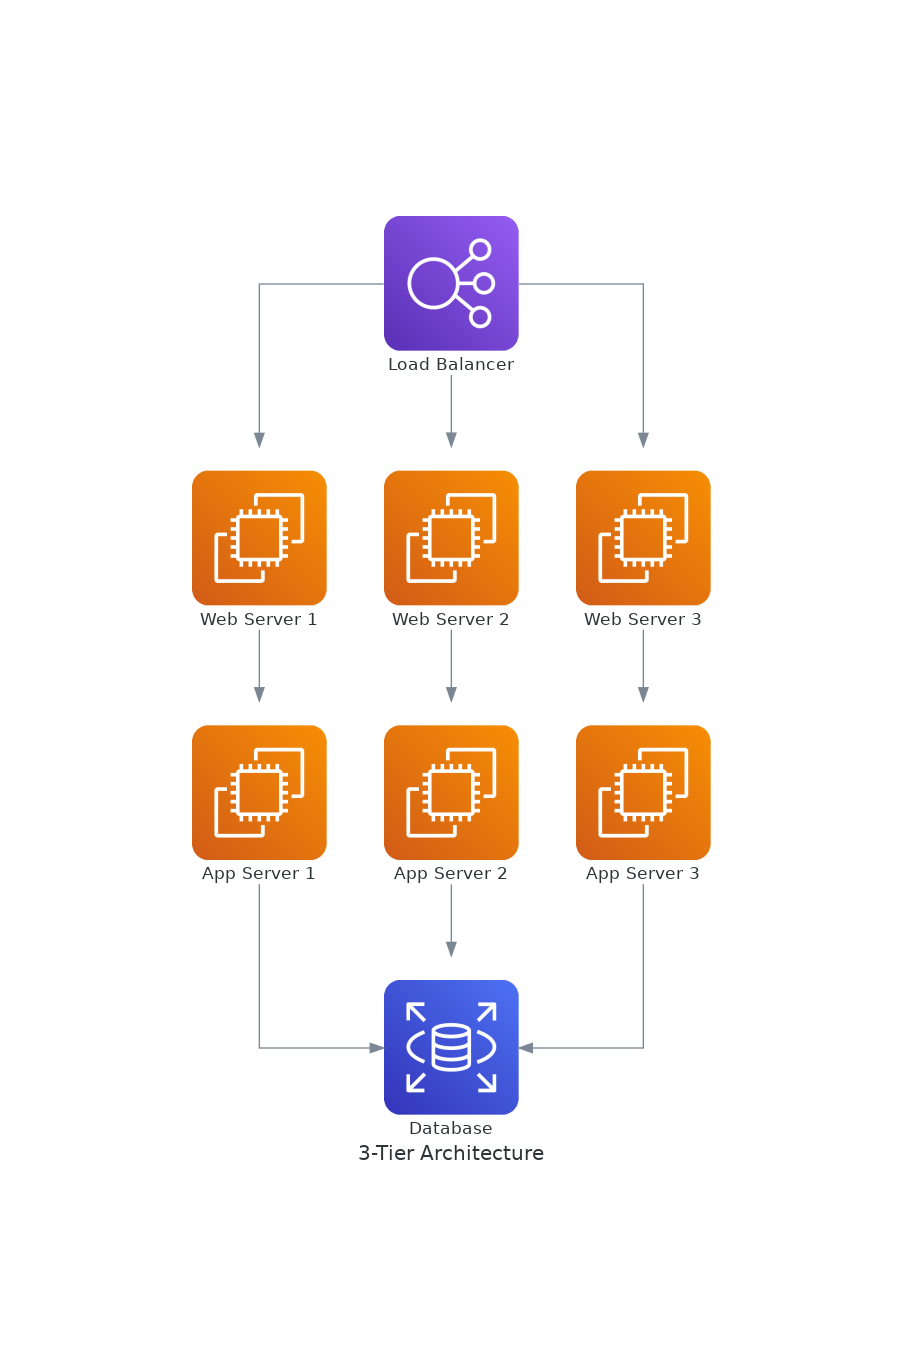 Load Balancer
Web Server 1
Web Server 2
Web Server 3
App Server 1
App Server 2
App Server 3
Database
3-Tier Architecture